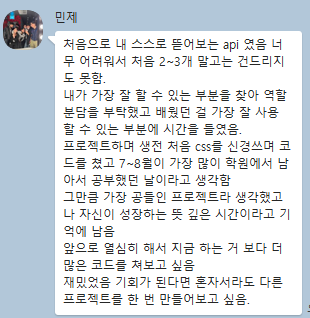 민제
처음으로 내 스스로 뜯어보는 api 였음 너
무 어려워서 처음 2~3개 말고는 건드리지
도 못함.
내가 가장 잘 할 수 있는 부분을 찾아 역할
분담을 부탁했고 배웠던 걸 가장 잘 사용
할 수 있는 부분에 시간을 들였음.
프로젝트하며 생전 처음 css를 신경쓰며 코
드를 쳤고 7~8월이 가장 많이 학원에서 남
아서 공부했던 날이라고 생각함
그만큼 가장 공들인 프로젝트라 생각했고
나 자신이 성장하는 뜻 깊은 시간이라고 기
억에 남음
앞으로 열심히 해서 지금 하는 거 보다 더
많은 코드를 쳐보고 싶음
재밌었음 기회가 된다면 혼자서라도 다른
프로젝트를 한 번 만들어보고 싶음.